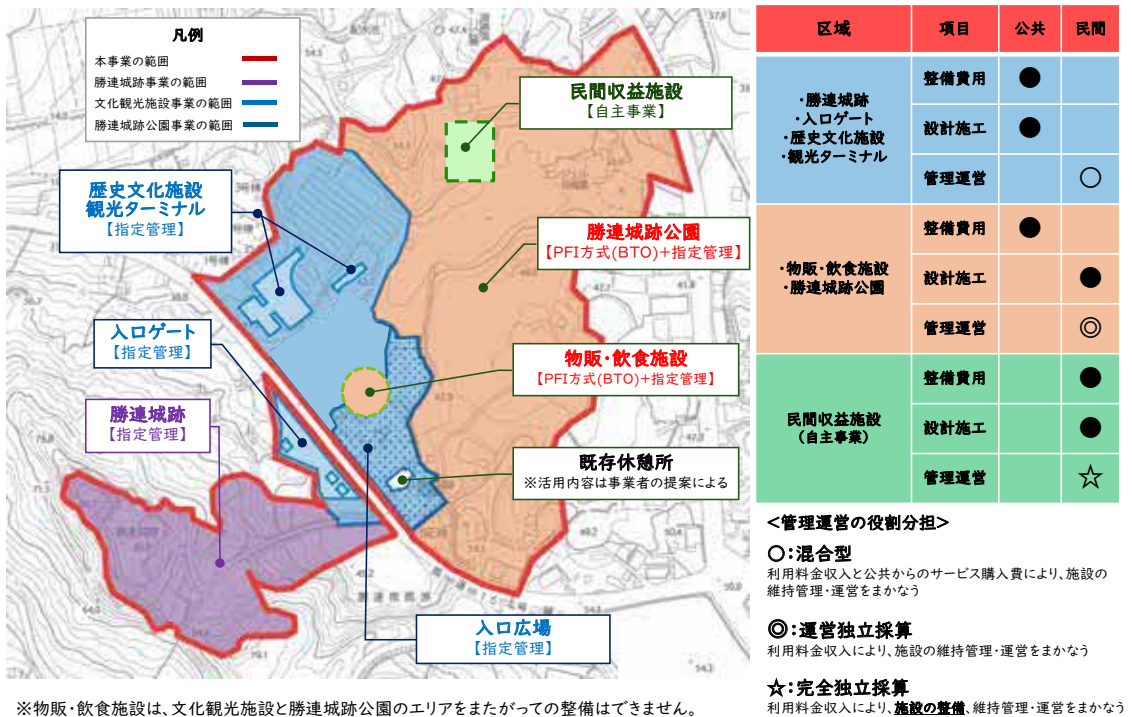 凡例
本事業の範囲
勝連城跡事業の範囲
文化観光施設事業の範囲
勝連城跡公園事業の範囲
民間収益施設
【自主事業】
歴史文化施設
観光ターミナル
【指定管理】
勝連城跡公園
【PFI方式(BTO)+指定管理】
入口ゲート
【指定管理】
物販・飲食施設
【PFI方式(BTO)+指定管理】
勝連城跡
【指定管理】
既存休憩所
※活用内容は事業者の提案による
入口広場
【指定管理】
※物販・飲食施設は、文化観光施設と勝連城跡公園のエリアをまたがっての整備はできません。
区域 項目 公共 民間
・勝連城跡
・入口ゲート
・歴史文化施設
・観光ターミナル
整備費用 ●
設計施工 ●
管理運営 ○
・物販・飲食施設
・勝連城跡公園
整備費用 ●
設計施工 ●
管理運営 ◎
民間収益施設
(自主事業)
整備費用 ●
設計施工 ●
管理運営 ☆
<管理運営の役割分担>
○:混合型
利用料金収入と公共からのサービス購入費により、施設の
維持管理・運営をまかなう
◎:運営独立採算
利用料金収入により、施設の維持管理・運営をまかなう
☆:完全独立採算
利用料金収入により、施設の整備、維持管理・運営をまかなう